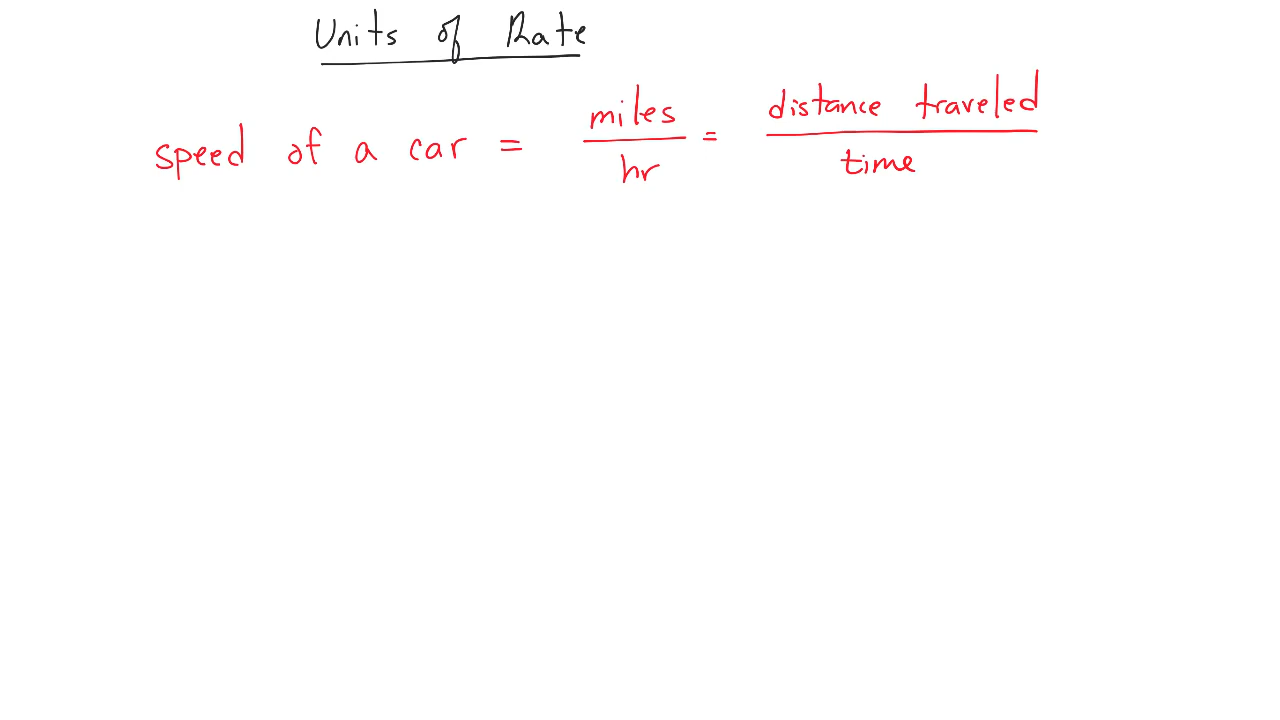 Units of Rate
speed of a car = miles/hr = distance traveled/time